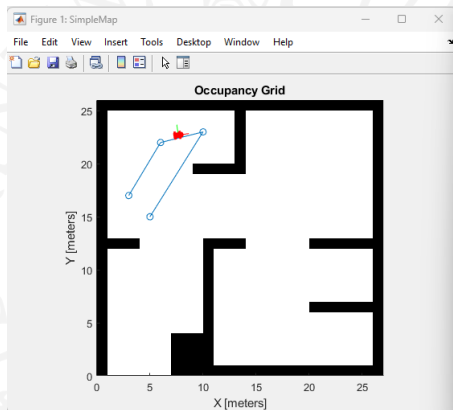 Figure 1: SimpleMap
File Edit View Insert Tools Desktop Window Help
Occupancy Grid
25
20
15
10
5
0
Y [meters]
0 5 10 15 20 25
X [meters]